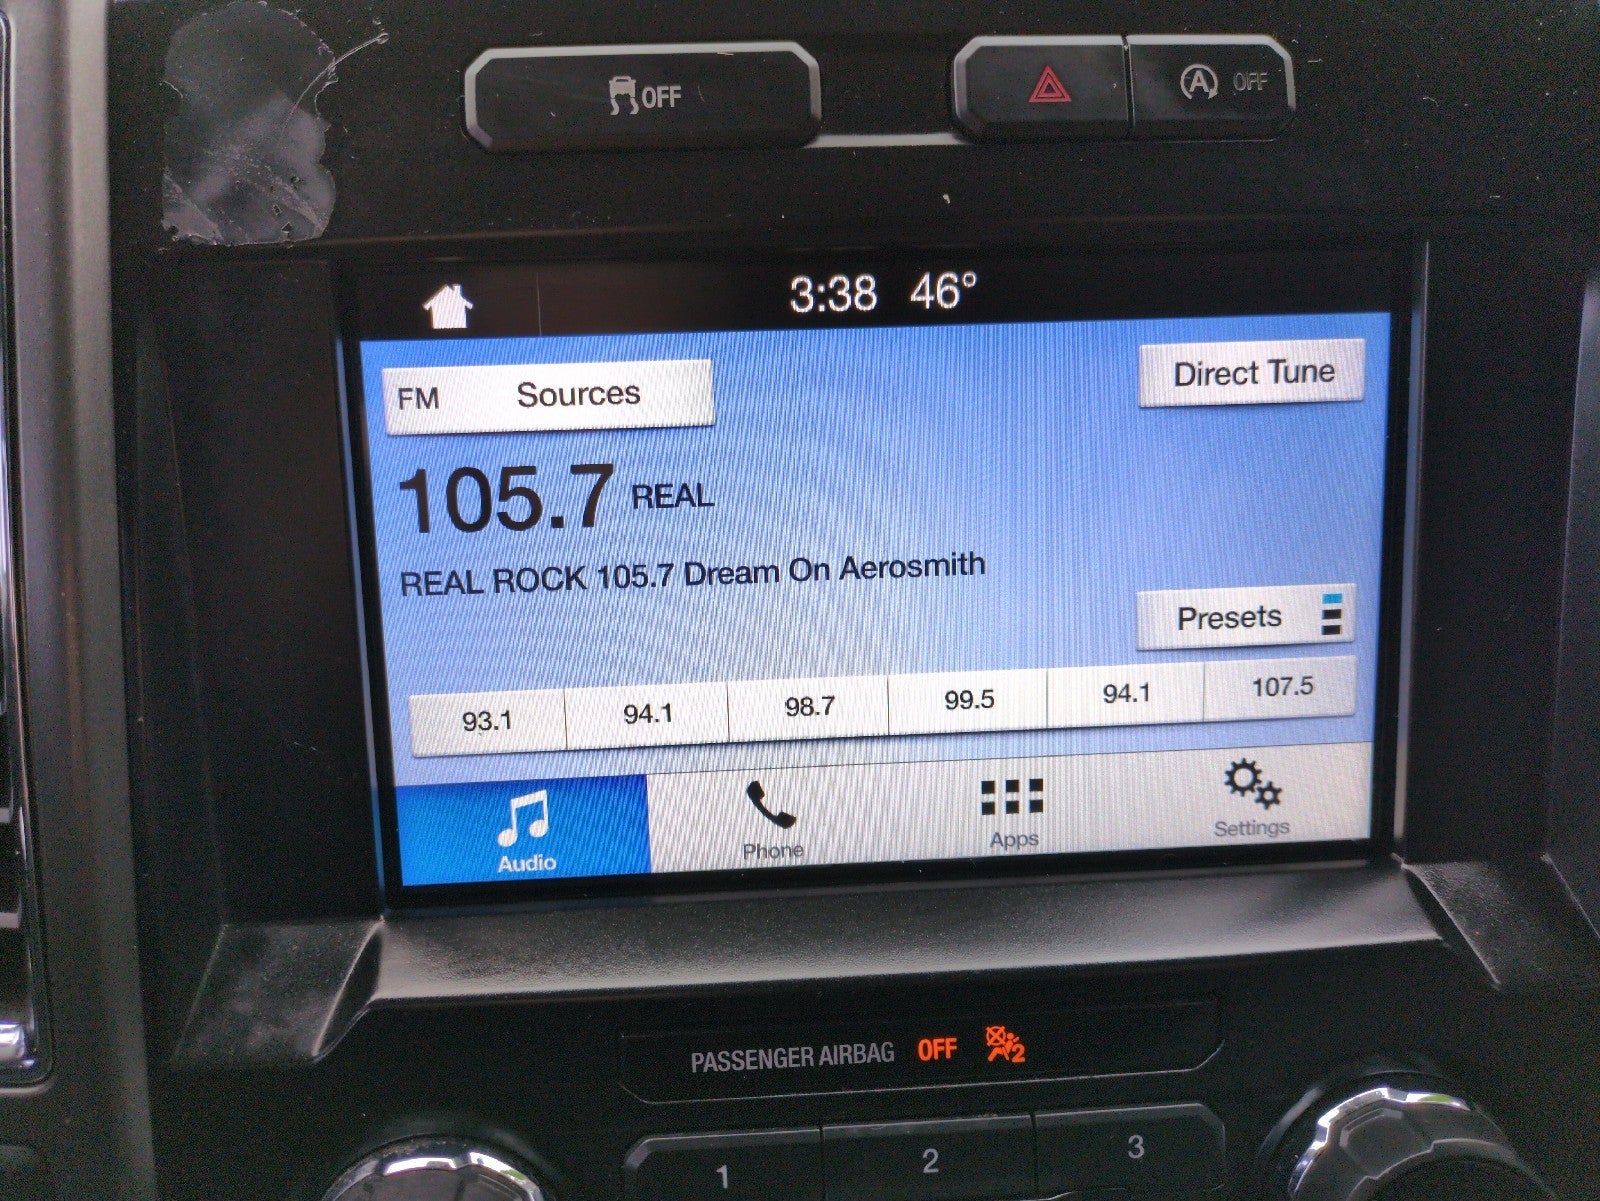 OFF
A OFF
3:38 46°
FM Sources
Direct Tune
105.7 REAL
REAL ROCK 105.7 Dream On Aerosmith
Presets
93.1 94.1 98.7 99.5 94.1 107.5
Audio Phone Apps Settings
PASSENGER AIRBAG OFF 2
1 2 3